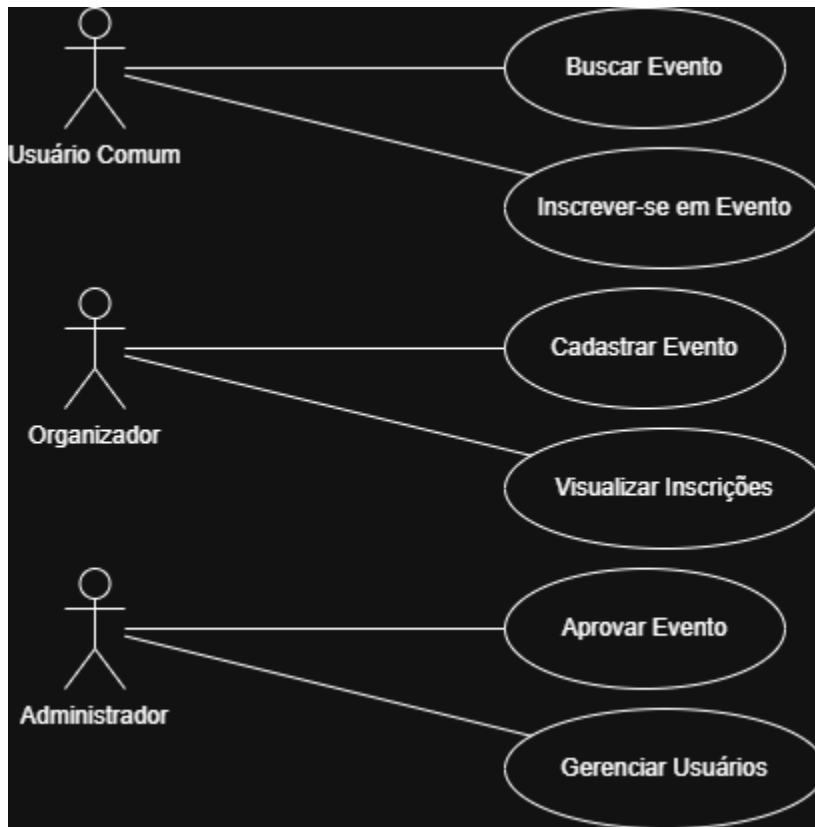 Buscar Evento
Usuário Comum
Inscrever-se em Evento
Cadastrar Evento
Organizador
Visualizar Inscrições
Aprovar Evento
Administrador
Gerenciar Usuários